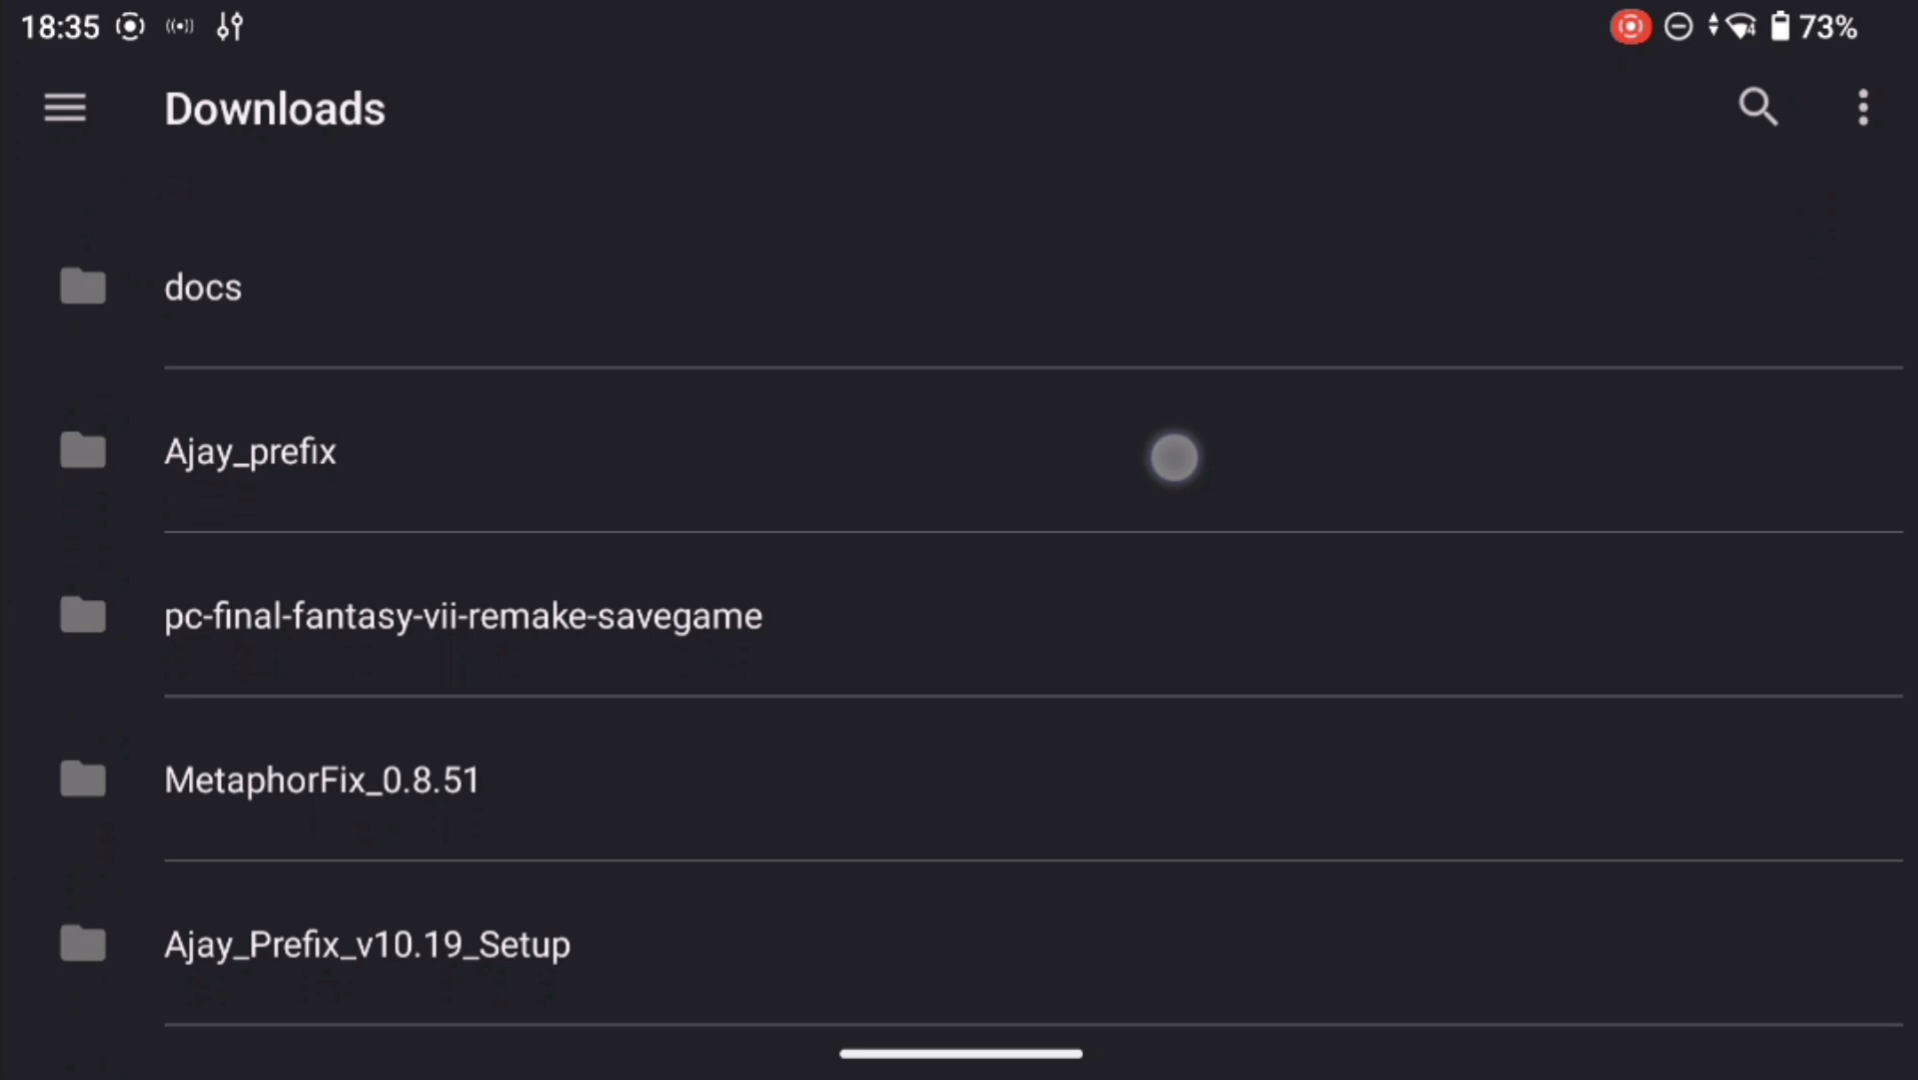 18:35 73%
Downloads
docs
Ajay_prefix
pc-final-fantasy-vii-remake-savegame
MetaphorFix_0.8.51
Ajay_Prefix_v10.19_Setup